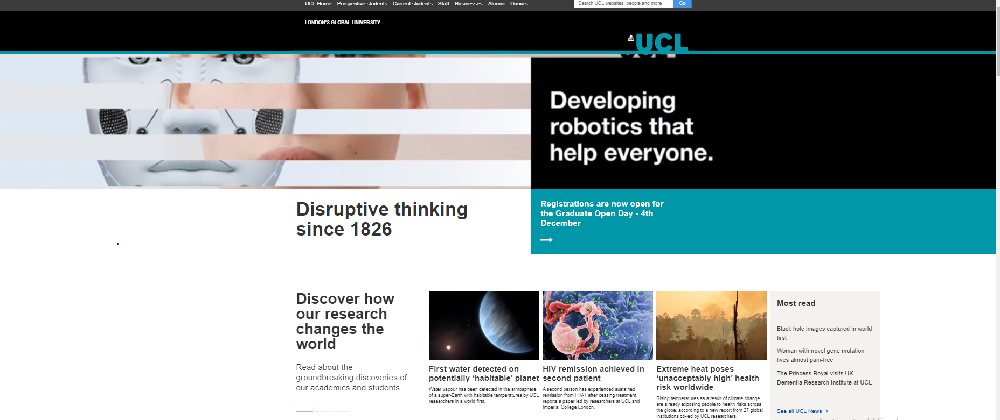 UCL Home Prospective students Current students Staff Businesses Alumni Donors
Search UCL websites, people and more Go
LONDON'S GLOBAL UNIVERSITY
UCL
Developing
robotics that
help everyone.
Disruptive thinking
since 1826
Registrations are now open for
the Graduate Open Day - 4th
December
Discover how
our research
changes the
world
Read about the
groundbreaking discoveries of
our academics and students.
First water detected on
potentially ‘habitable’ planet
Water vapour has been detected in the atmosphere
of a super-Earth with habitable temperatures by UCL
researchers in a world first.
HIV remission achieved in
second patient
A second person has experienced sustained
remission from HIV-1 after ceasing treatment,
reports a paper led by researchers at UCL and
Imperial College London.
Extreme heat poses
‘unacceptably high’ health
risk worldwide
Rising temperatures as a result of climate change
are already exposing people to health risks across
the globe, according to a new report from 27 global
institutions co-led by UCL researchers.
Most read
Black hole images captured in world
first
Woman with novel gene mutation
lives almost pain-free
The Princess Royal visits UK
Dementia Research Institute at UCL
See all UCL News